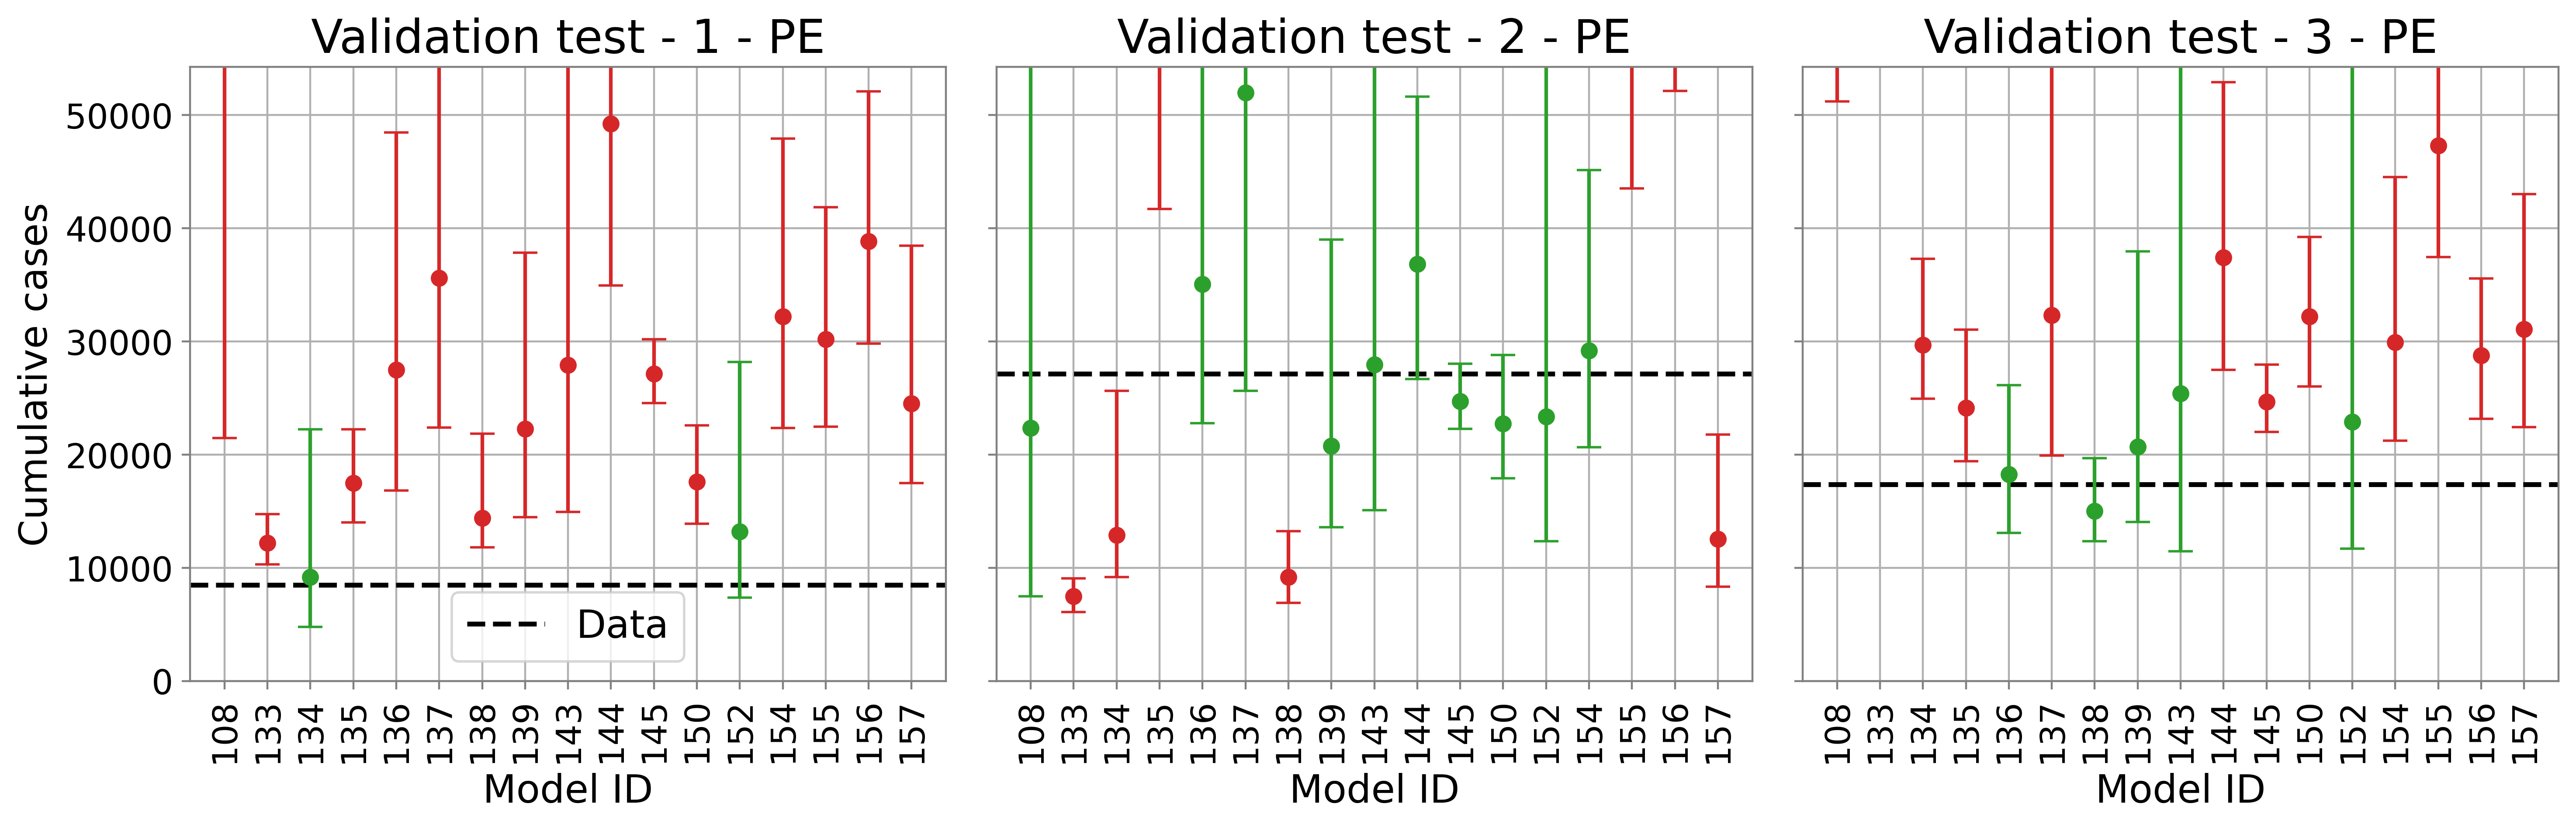 Validation test - 1 - PE
Validation test - 2 - PE
Validation test - 3 - PE
Cumulative cases
50000
40000
30000
20000
10000
0
Data
108 133 134 135 136 137 138 139 143 144 145 150 152 154 155 156 157
108 133 134 135 136 137 138 139 143 144 145 150 152 154 155 156 157
108 133 134 135 136 137 138 139 143 144 145 150 152 154 155 156 157
Model ID
Model ID
Model ID